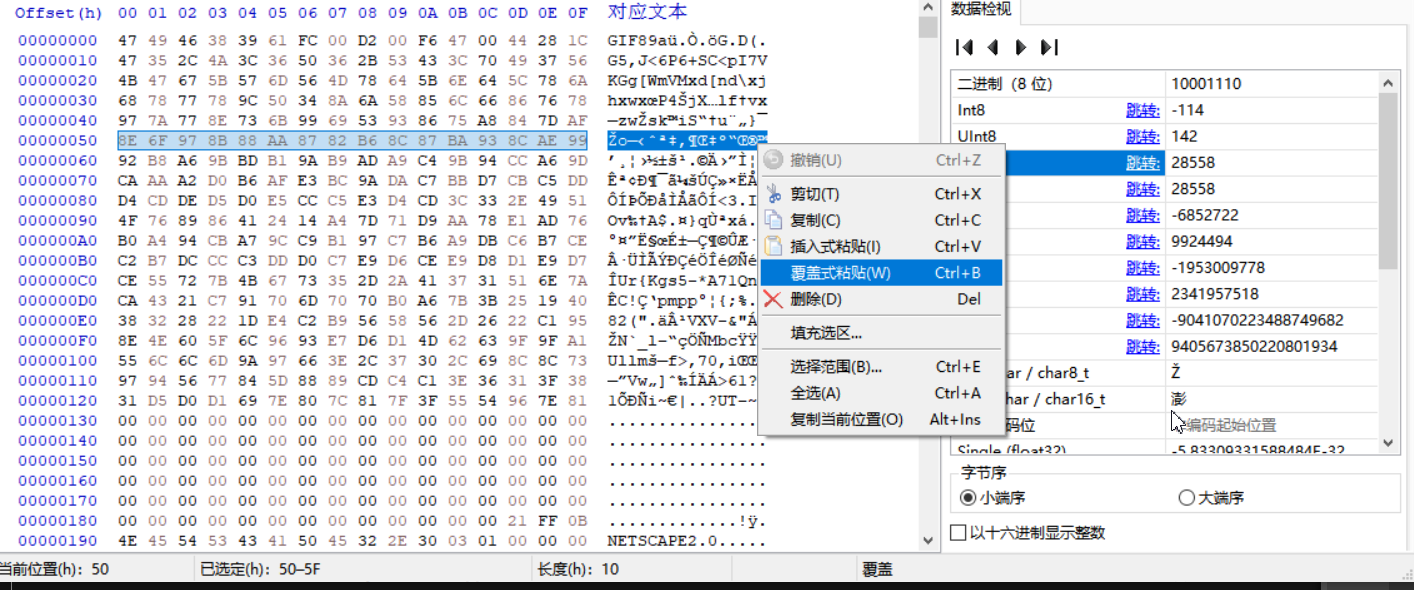 Offset(h) 00 01 02 03 04 05 06 07 08 09 0A 0B 0C 0D 0E 0F 对应文本
00000000 47 49 46 38 39 61 FC 00 D2 00 F6 47 00 44 28 1C GIF89aü.Ò.öG.D(.
00000010 47 35 2C 4A 3C 36 50 36 2B 53 43 3C 70 49 37 56 G5,J<6P6+SC<pI7V
00000020 4B 47 67 5B 57 6D 56 4D 78 64 5B 6E 64 5C 78 6A KGg[WmVMxd[nd\xj
00000030 68 78 77 78 9C 50 34 8A 6A 58 85 6C 66 86 76 78 hxwxœP4ŠjX…lf†vx
00000040 97 7A 77 8E 73 6B 99 69 53 93 86 75 A8 84 7D AF —zwŽsk™iS“†u¨„}¯
00000050 8E 6F 97 8B 88 AA 87 82 B6 8C 87 BA 93 8C AE 99 Žo—‹ˆª‡‚¶Œ‡º“Œ®™
00000060 92 B8 A6 9B BD B1 9A B9 AD A9 C4 9B 94 CC A6 9D ’¸¦›½±š¹.©Ä›”Ì¦
00000070 CA AA A2 D0 B6 AF E3 BC 9A DA C7 BB D7 CB C5 DD Êª¢Ð¶¯ã¼šÚÇ»×ËÅ
00000080 D4 CD DE D5 D0 E5 CC C5 E3 D4 CD 3C 33 2E 49 51 ÔÍÞÕÐåÌÅãÔÍ<3.I
00000090 4F 76 89 86 41 24 14 A4 7D 71 D9 AA 78 E1 AD 76 Ov‰†A$.¤}qÙªxá.
000000A0 B0 A4 94 CB A7 9C C9 B1 97 C7 B6 A9 DB C6 B7 CE °¤”Ë§œÉ±—Ç¶©ÛÆ·
000000B0 C2 B7 DC CC C3 DD D0 C7 E9 D6 CE E9 D8 D1 E9 D7 Â·ÜÌÃÝÐÇéÖÎéØÑé
000000C0 CE 55 72 7B 4B 67 73 35 2D 2A 41 37 31 51 6E 7A ÎUr{Kgs5-*A71Qn
000000D0 CA 43 21 C7 91 70 6D 70 70 B0 A6 7B 3B 25 19 40 ÊC!Ç‘pmpp°¦{;%.
000000E0 38 32 28 22 1D E4 C2 B9 56 58 56 2D 26 22 C1 95 82(".äÂ¹VXV-&"Á
000000F0 8E 4E 60 5F 6C 96 93 E7 D6 D1 4D 62 63 9F 9F A1 ŽN`_l–“çÖÑMbcŸŸ
00000100 55 6C 6C 6D 9A 97 66 3E 2C 37 30 2C 69 8C 8C 73 Ullmš—f>,70,iŒŒ
00000110 97 94 56 77 84 5D 88 89 CD C4 C1 3E 36 31 3F 38 —”Vw„]ˆ‰ÍÄÁ>61?
00000120 31 D5 D0 D1 69 7E 80 7C 81 7F 3F 55 54 96 7E 81 1ÕÐÑi~€|..?UT–~
00000130 00 00 00 00 00 00 00 00 00 00 00 00 00 00 00 00 ................
00000140 00 00 00 00 00 00 00 00 00 00 00 00 00 00 00 00 ................
00000150 00 00 00 00 00 00 00 00 00 00 00 00 00 00 00 00 ................
00000160 00 00 00 00 00 00 00 00 00 00 00 00 00 00 00 00 ................
00000170 00 00 00 00 00 00 00 00 00 00 00 00 00 00 00 00 ................
00000180 00 00 00 00 00 00 00 00 00 00 00 00 00 21 FF 0B .............!ÿ.
00000190 4E 45 54 53 43 41 50 45 32 2E 30 03 01 00 00 00 NETSCAPE2.0.....
撤销(U) Ctrl+Z
剪切(T) Ctrl+X
复制(C) Ctrl+C
插入式粘贴(I) Ctrl+V
覆盖式粘贴(W) Ctrl+B
删除(D) Del
填充选区...
选择范围(B)... Ctrl+E
全选(A) Ctrl+A
复制当前位置(O) Alt+Ins
数据检视
二进制（8 位） 10001110
Int8 跳转: -114
UInt8 跳转: 142
跳转: 28558
跳转: 28558
跳转: -6852722
跳转: 9924494
跳转: -1953009778
跳转: 2341957518
跳转: -9041070223488749682
跳转: 9405673850220801934
ar / char8_t Ž
har / char16_t 澎
码位 编码起始位置
Single (float32) -5.83309331588484E-32
字节序
小端序
大端序
以十六进制显示整数
当前位置(h): 50
已选定(h): 50–5F
长度(h): 10
覆盖